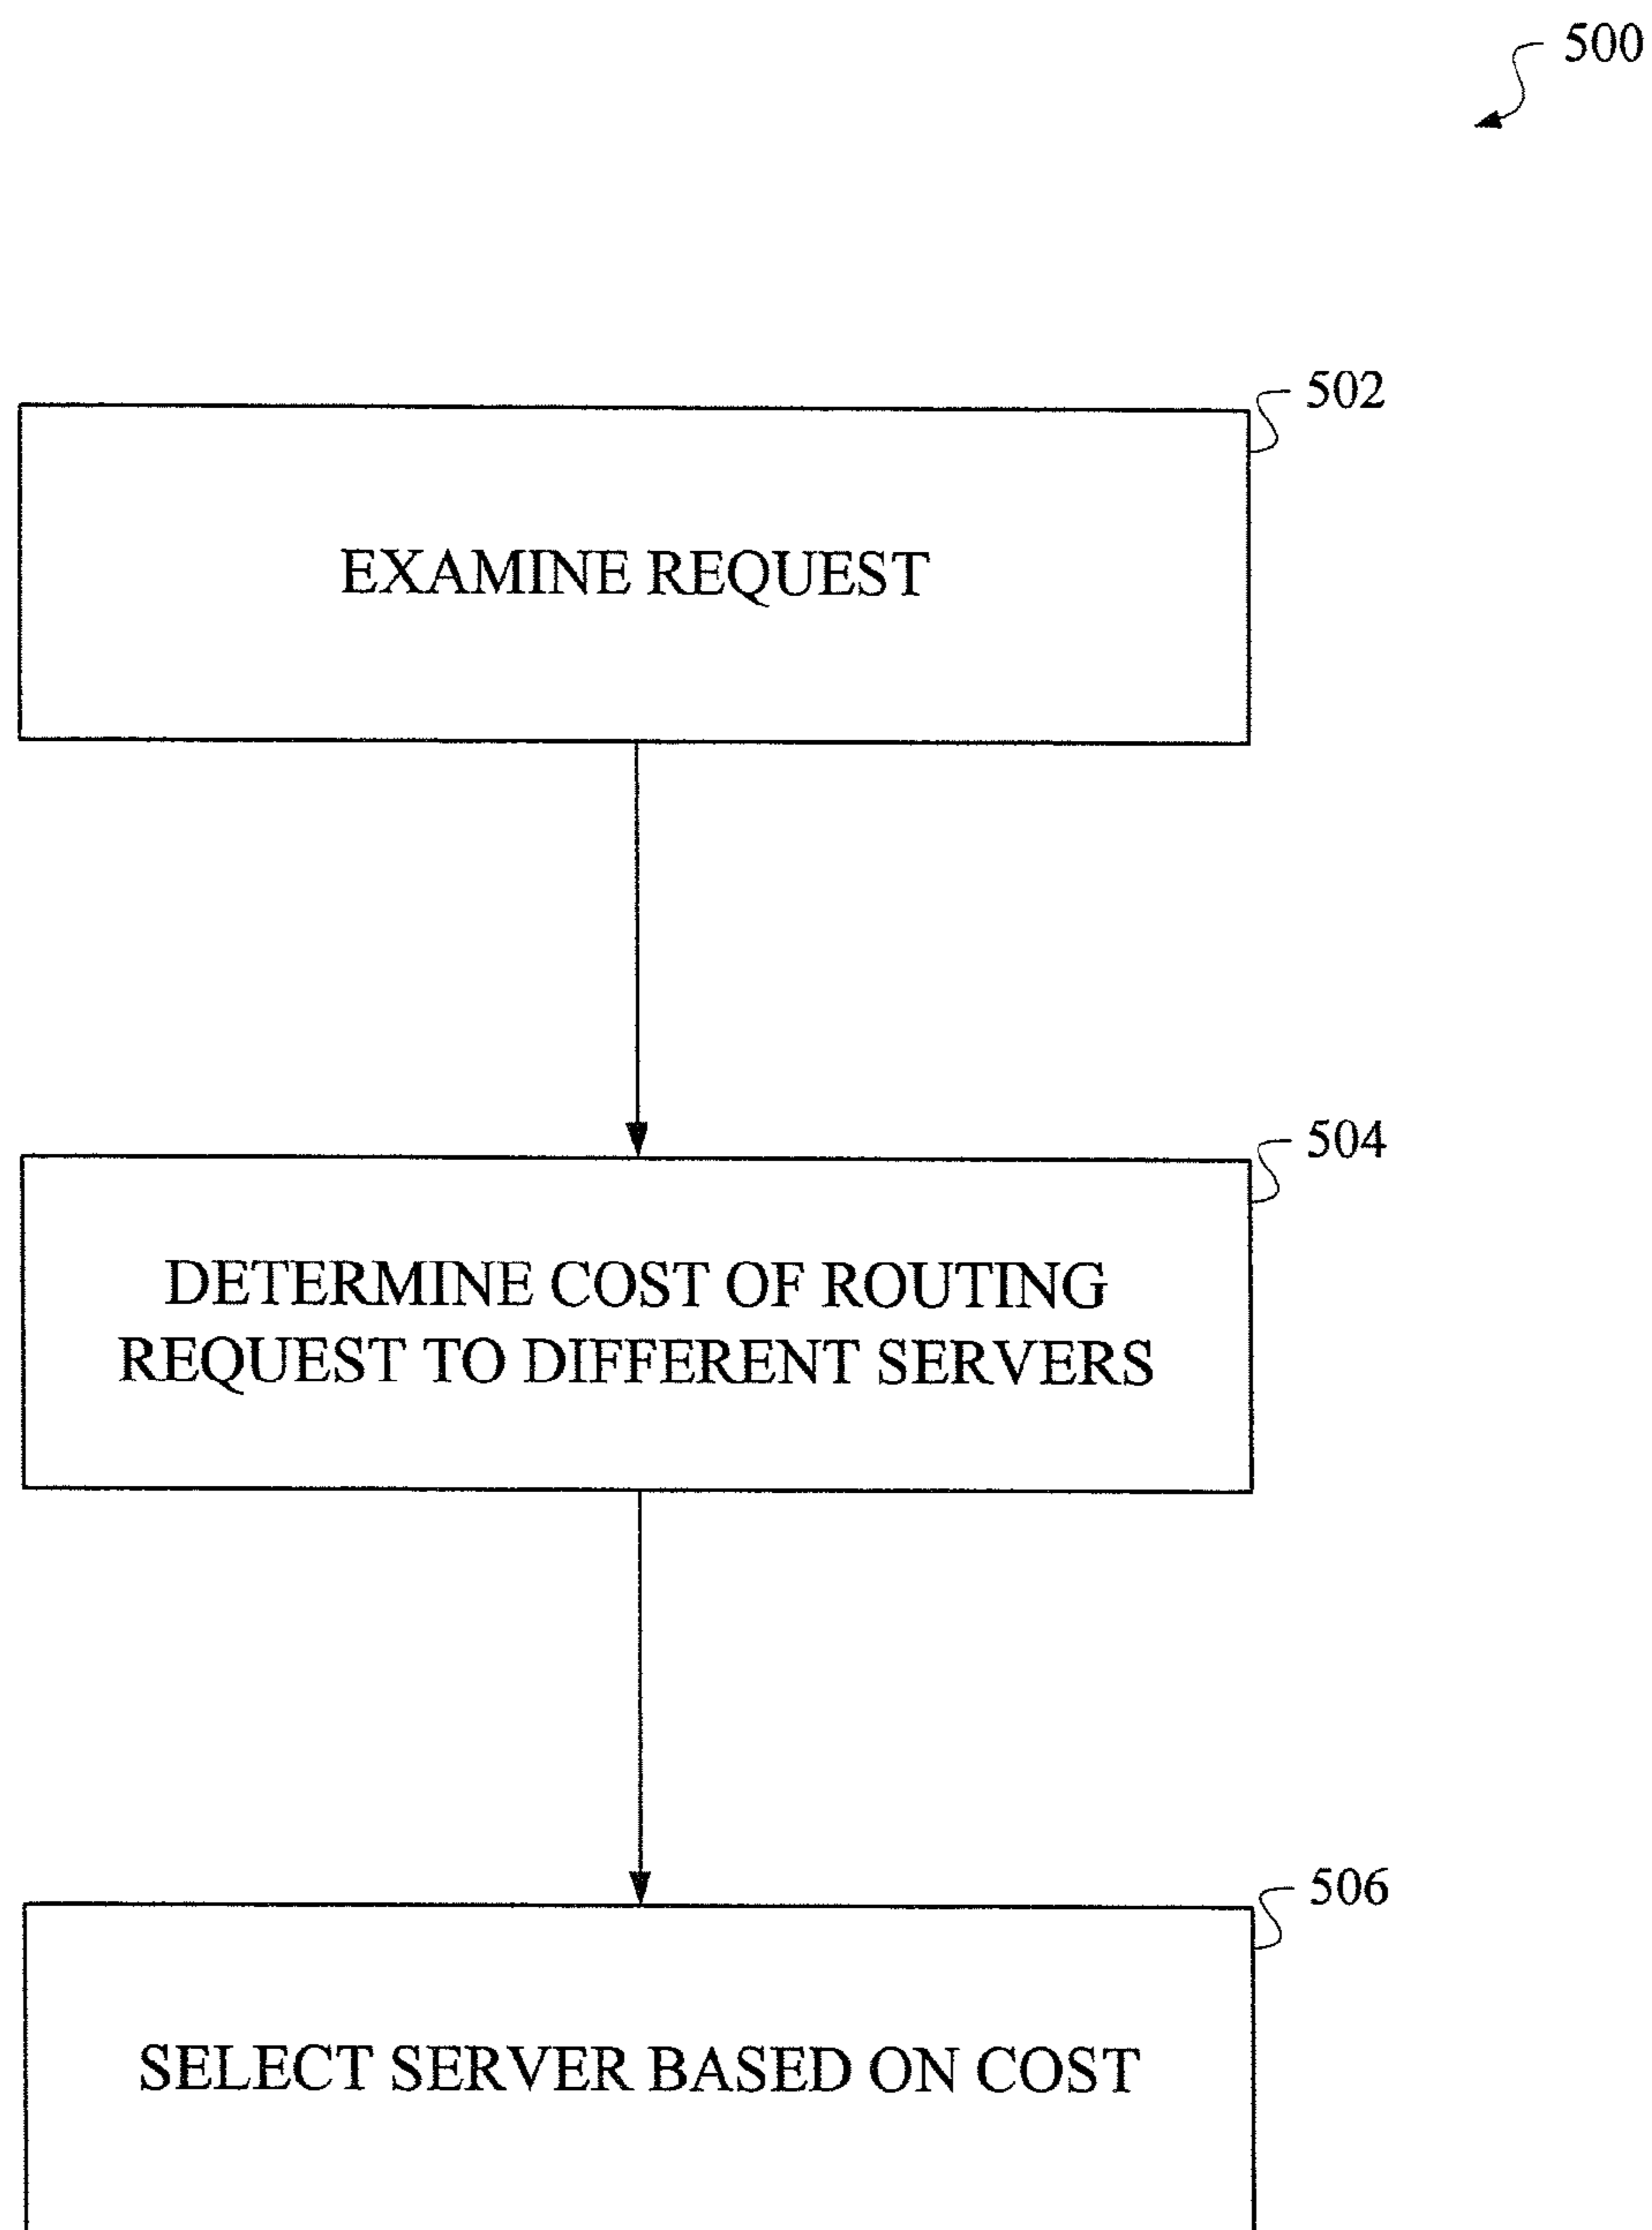 500
502
EXAMINE REQUEST
504
DETERMINE COST OF ROUTING
REQUEST TO DIFFERENT SERVERS
506
SELECT SERVER BASED ON COST